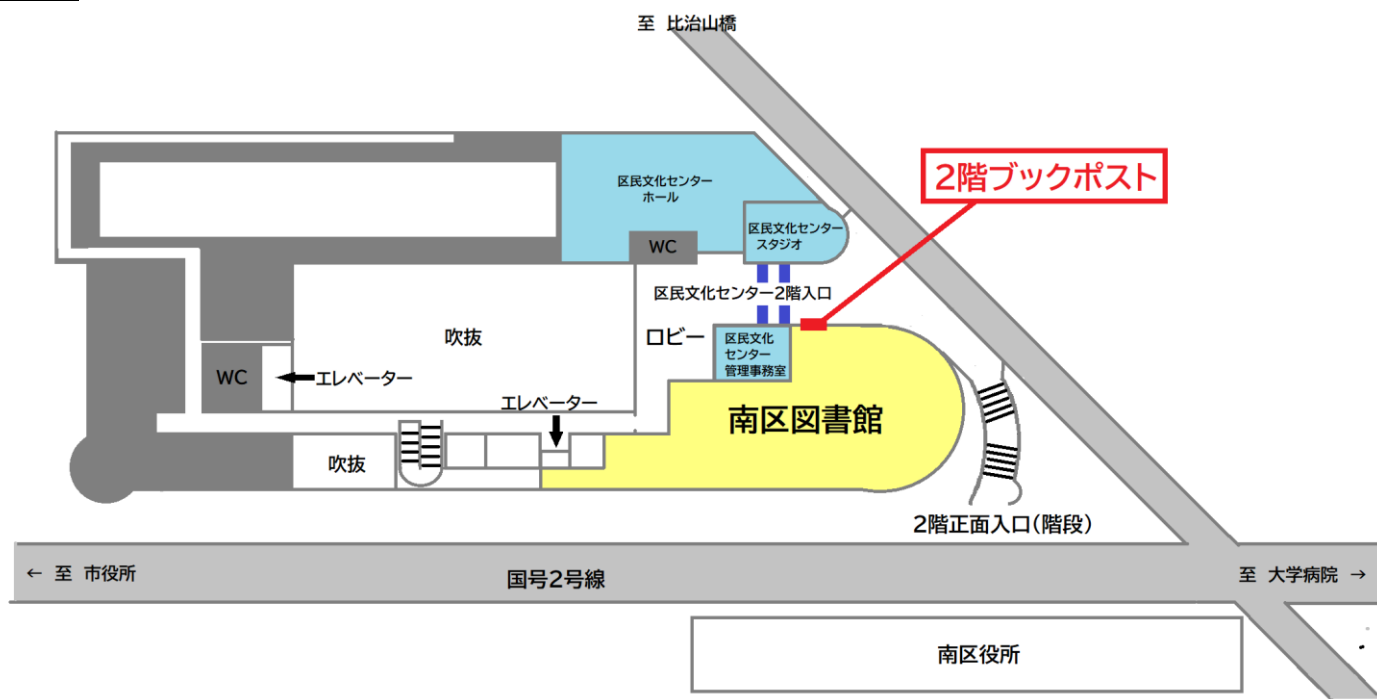 至 比治山橋
2階ブックポスト
区民文化センター
ホール
区民文化センター
スタジオ
WC
区民文化センター2階入口
吹抜
ロビー
区民文化
センター
管理事務室
WC
エレベーター
エレベーター
南区図書館
吹抜
2階正面入口(階段)
← 至 市役所
国号2号線
至 大学病院 →
南区役所